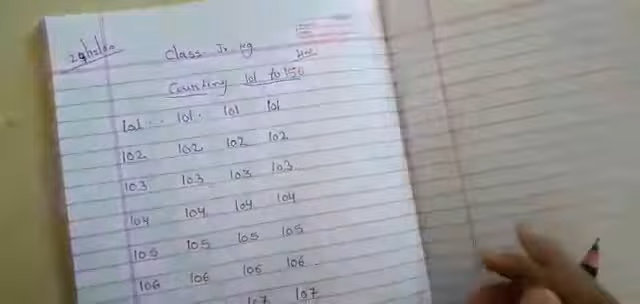 Class. Jr. kg
H.W
Counting 101 to 150
101.. 101. 101 101
102 102 102 102
103 103 103 103
104 104 104 104
105 105 105 105
106 106 106 106
107 107